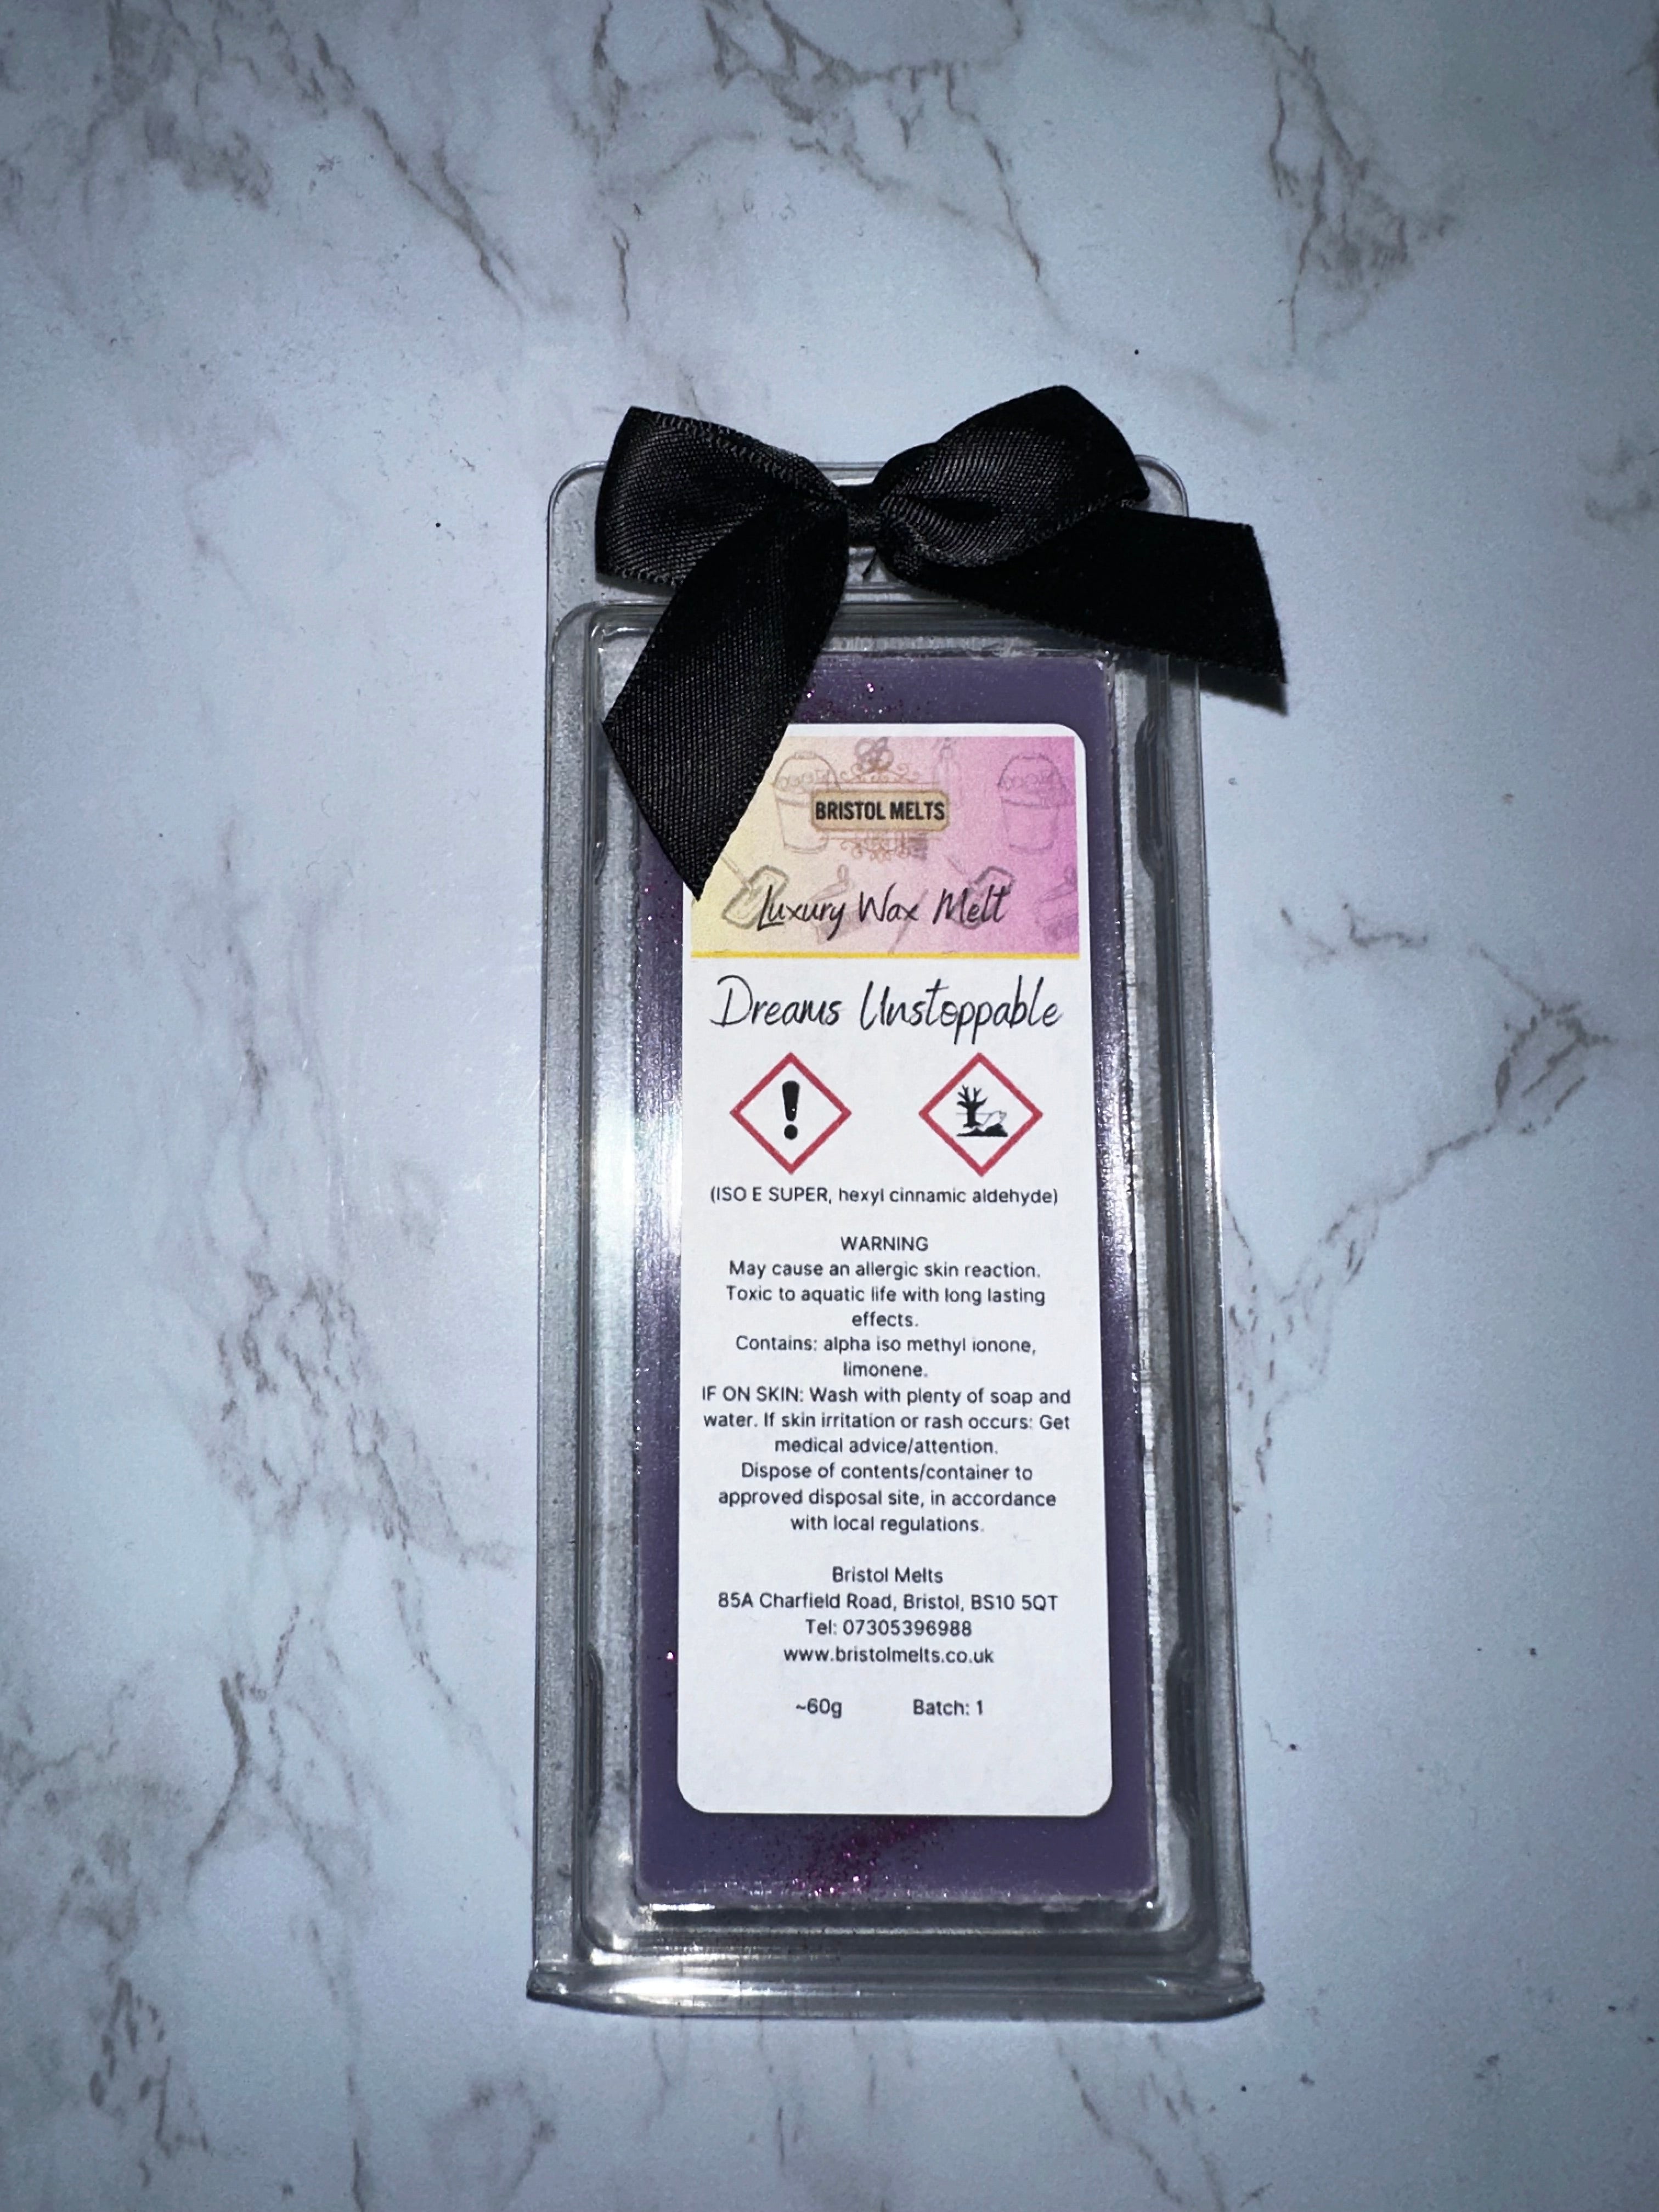 BRISTOL MELTS
Luxury Wax Melt
Dreams Unstoppable
(ISO E SUPER, hexyl cinnamic aldehyde)
WARNING
May cause an allergic skin reaction.
Toxic to aquatic life with long lasting
effects.
Contains: alpha iso methyl ionone,
limonene.
IF ON SKIN: Wash with plenty of soap and
water. If skin irritation or rash occurs: Get
medical advice/attention.
Dispose of contents/container to
approved disposal site, in accordance
with local regulations.
Bristol Melts
85A Charfield Road, Bristol, BS10 5QT
Tel: 07305396988
www.bristolmelts.co.uk
~60g Batch: 1